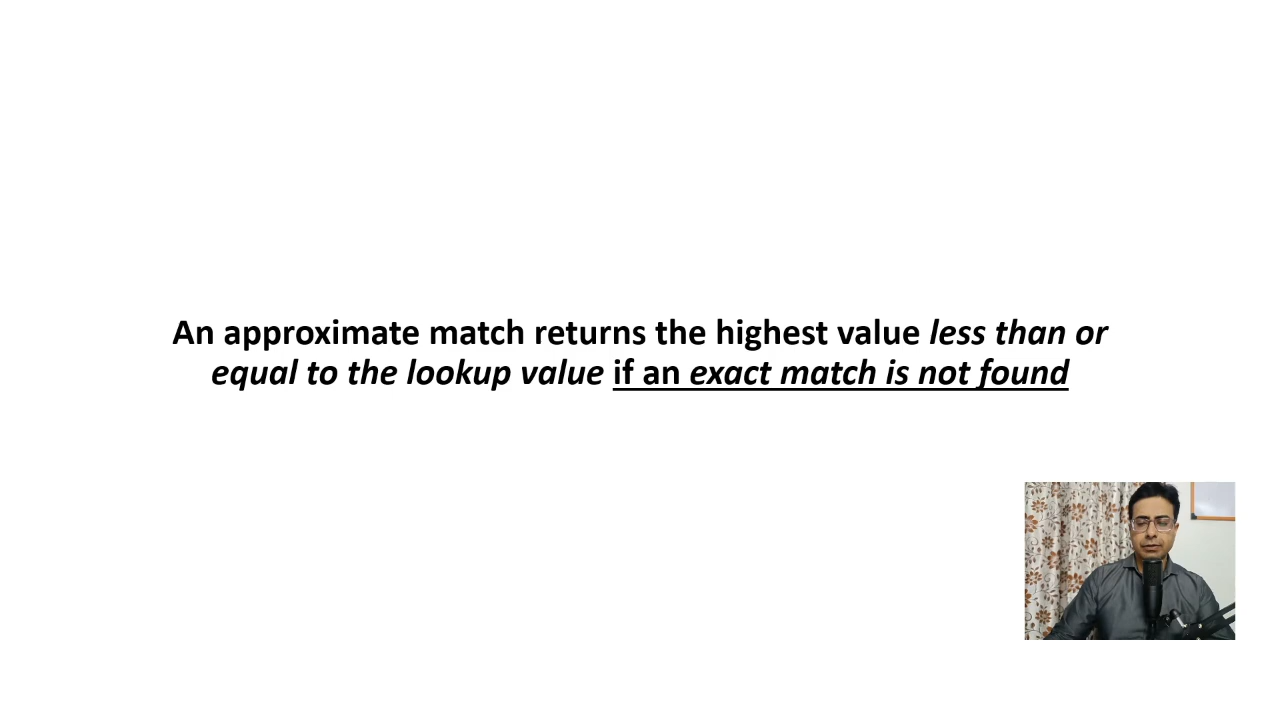 An approximate match returns the highest value less than or
equal to the lookup value if an exact match is not found